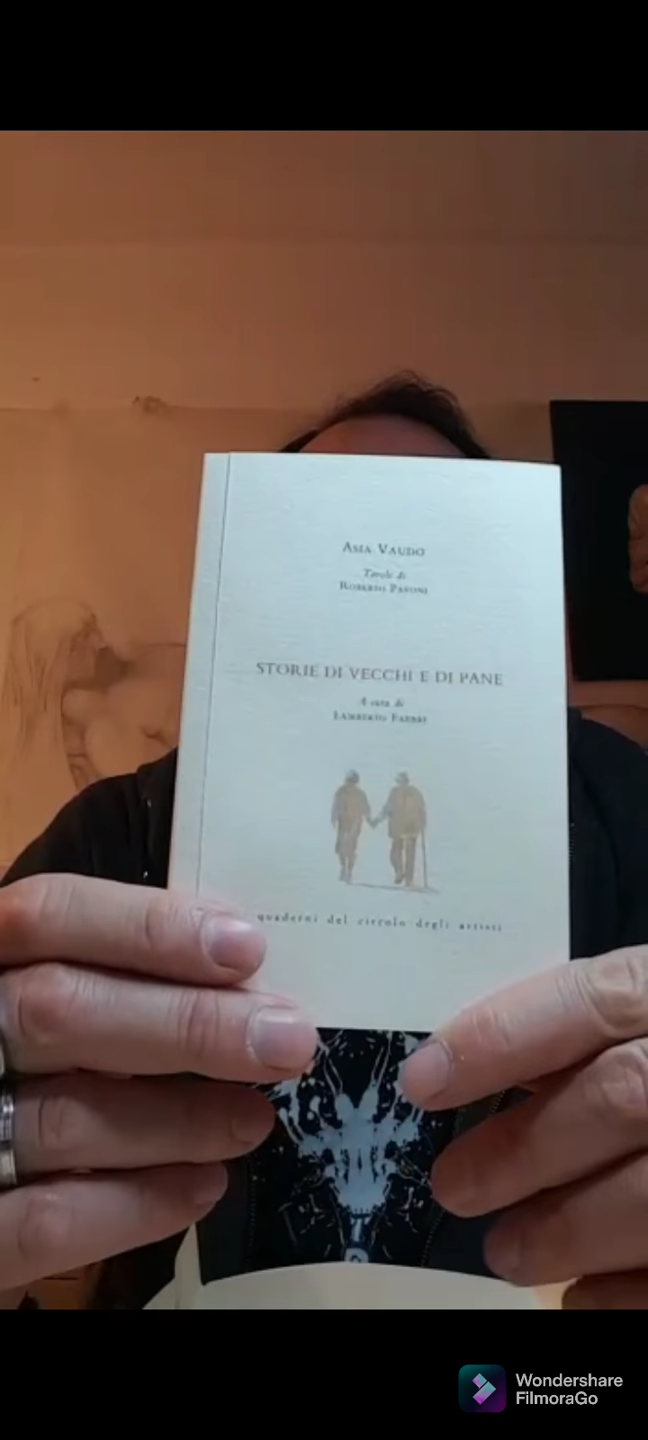 ASIA VAUDO
Tavole di
ROBERTO PAVONI
STORIE DI VECCHI E DI PANE
A cura di
LAMBERTO FABBRI
quaderni del circolo degli artisti
Wondershare
FilmoraGo